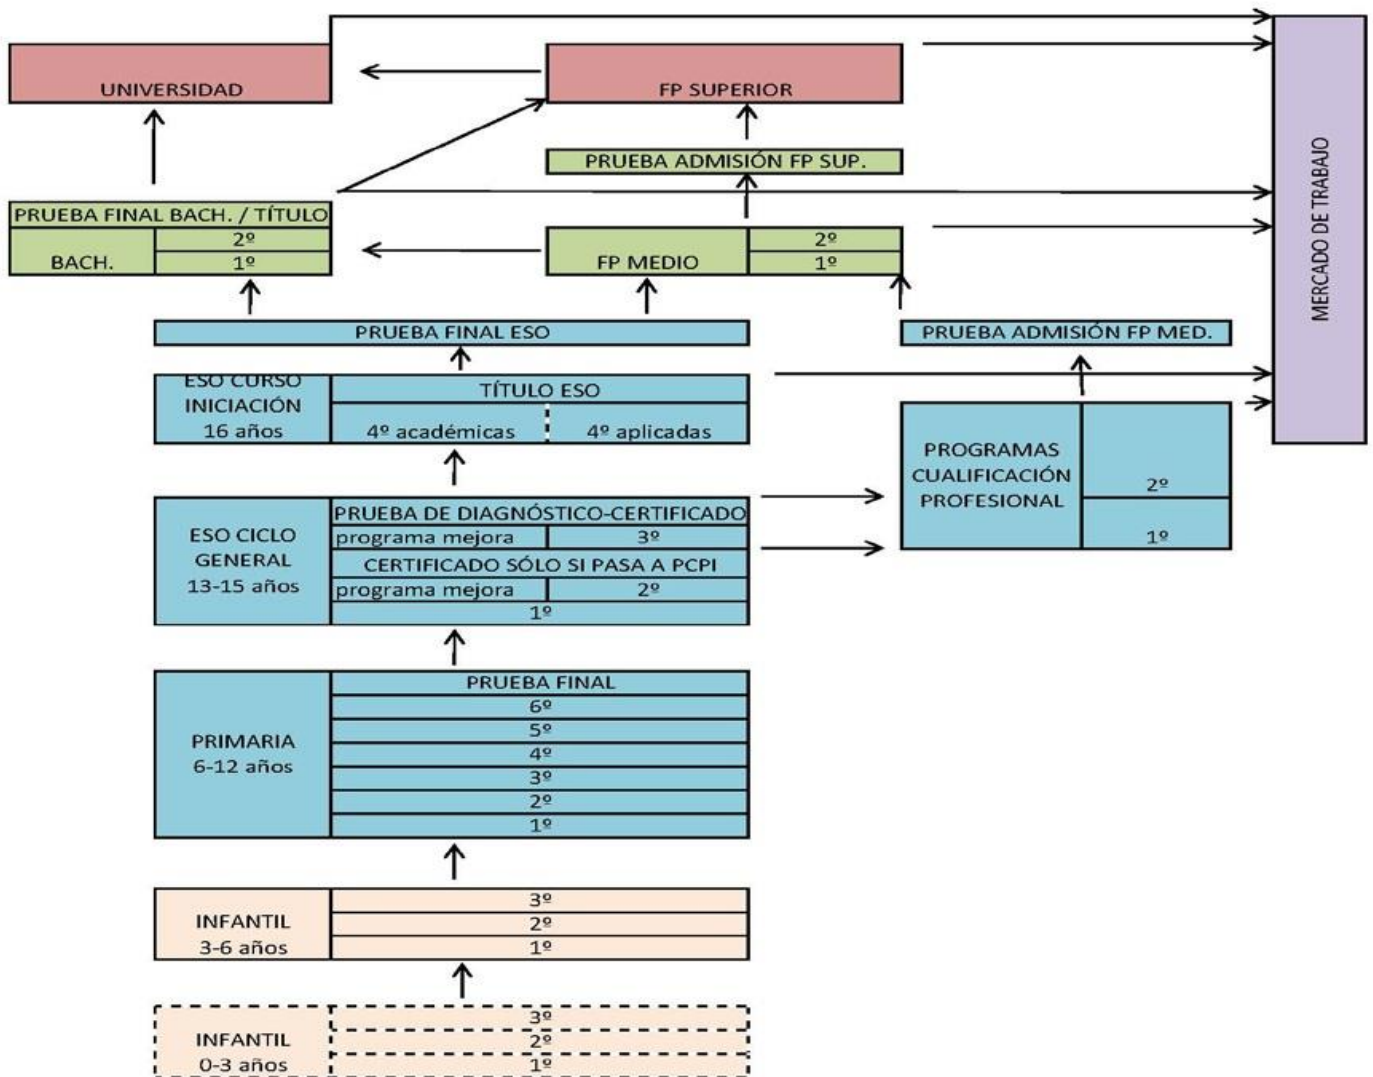 UNIVERSIDAD
FP SUPERIOR
PRUEBA ADMISIÓN FP SUP.
MERCADO DE TRABAJO
PRUEBA FINAL BACH. / TÍTULO
BACH.
2º
1º
FP MEDIO
2º
1º
PRUEBA FINAL ESO
PRUEBA ADMISIÓN FP MED.
ESO CURSO
INICIACIÓN
16 años
TÍTULO ESO
4º académicas
4º aplicadas
PROGRAMAS
CUALIFICACIÓN
PROFESIONAL
2º
1º
ESO CICLO
GENERAL
13-15 años
PRUEBA DE DIAGNÓSTICO-CERTIFICADO
programa mejora
3º
CERTIFICADO SÓLO SI PASA A PCPI
programa mejora
2º
1º
PRIMARIA
6-12 años
PRUEBA FINAL
6º
5º
4º
3º
2º
1º
INFANTIL
3-6 años
3º
2º
1º
INFANTIL
0-3 años
3º
2º
1º